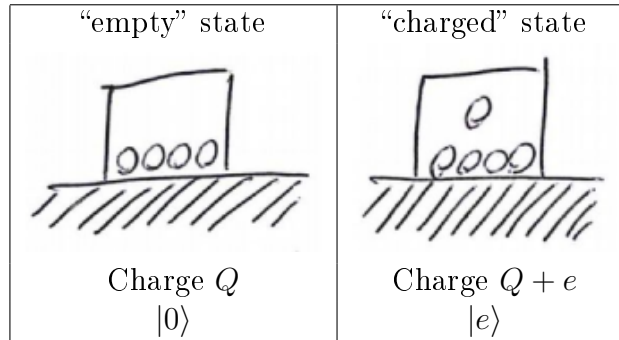 “empty” state
“charged” state
Charge Q
Charge Q + e
|0⟩
|e⟩